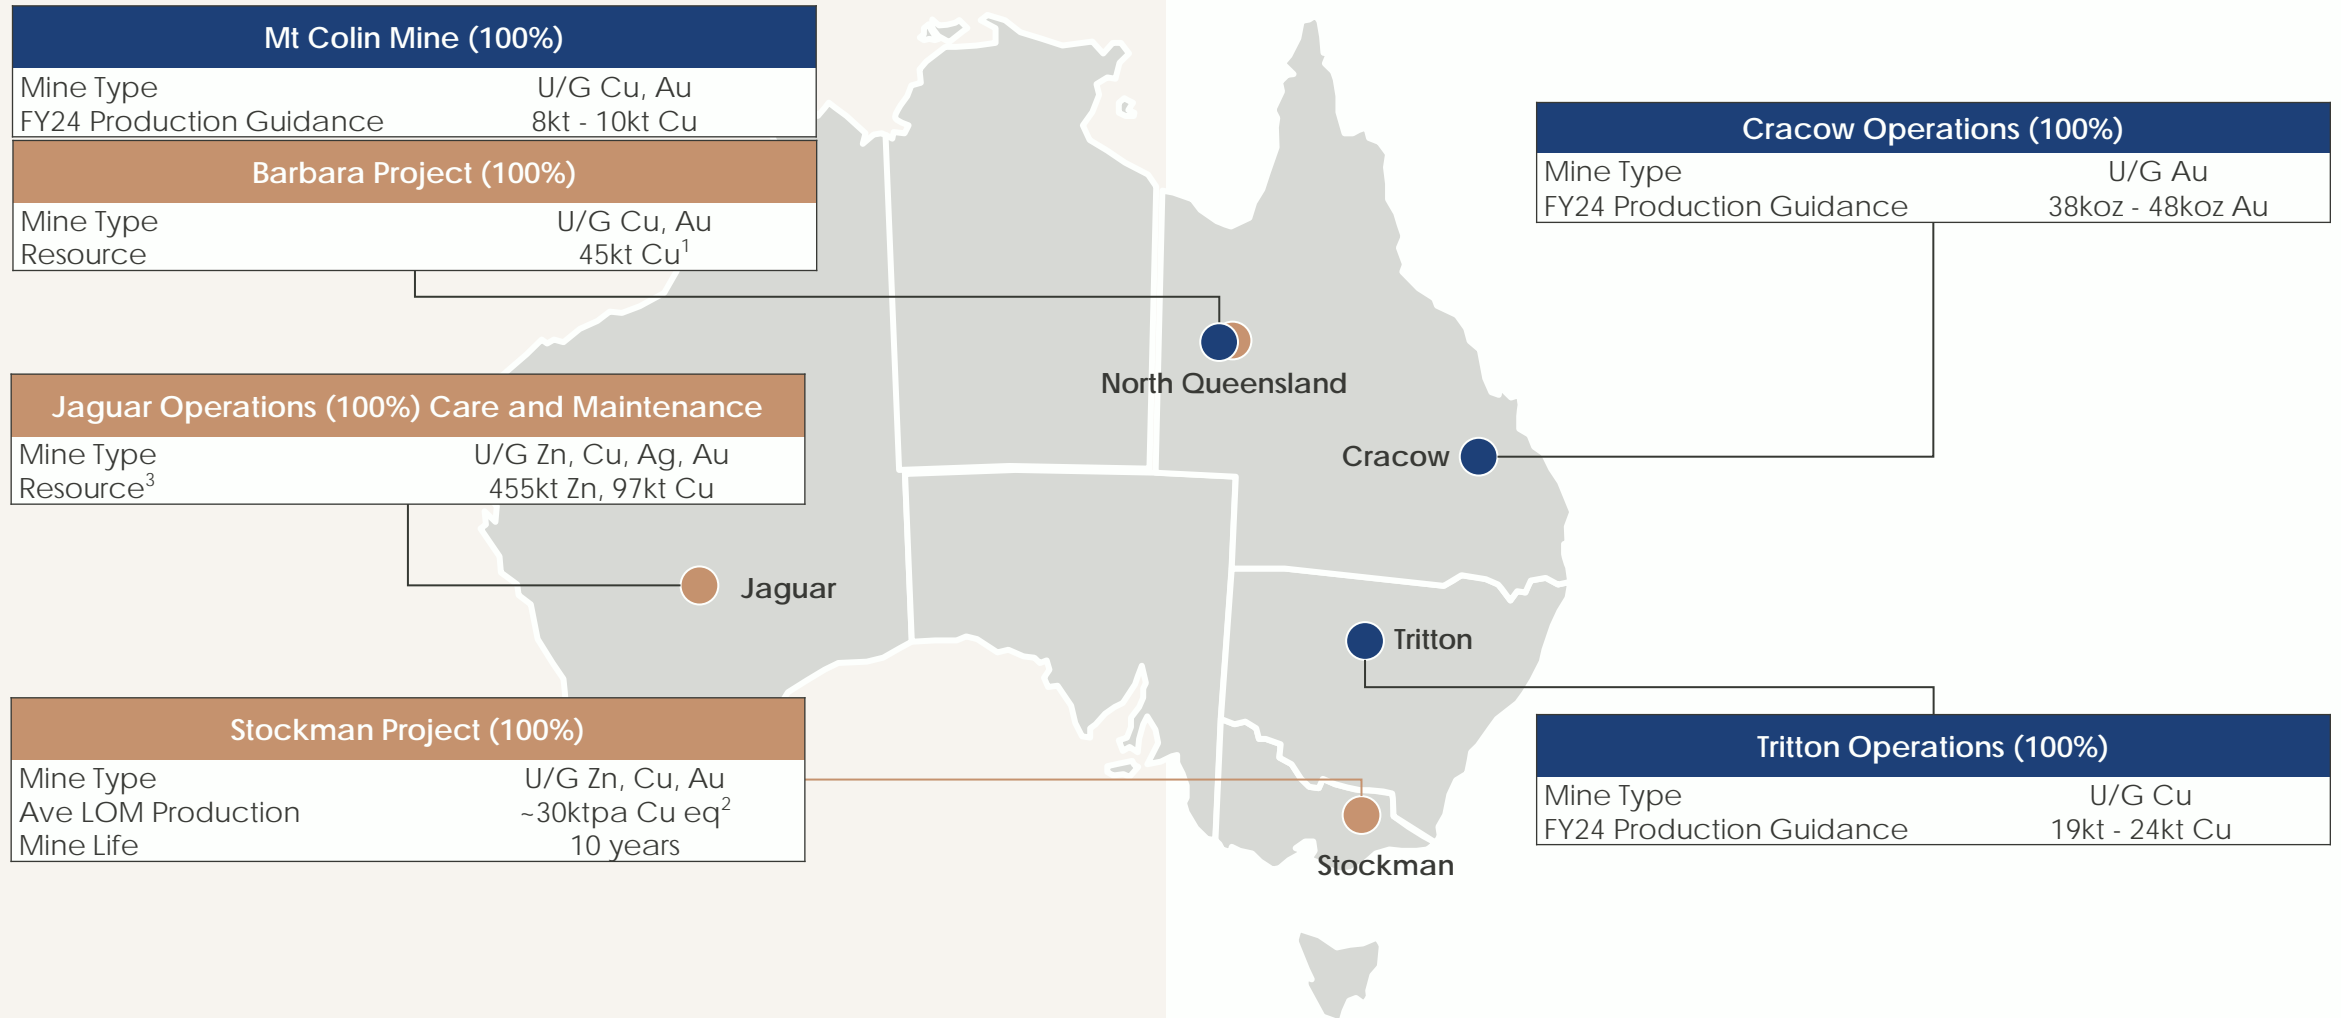 Mt Colin Mine (100%)
Mine Type U/G Cu, Au
FY24 Production Guidance 8kt - 10kt Cu
Barbara Project (100%)
Mine Type U/G Cu, Au
Resource 45kt Cu1
Jaguar Operations (100%) Care and Maintenance
Mine Type U/G Zn, Cu, Ag, Au
Resource3 455kt Zn, 97kt Cu
Stockman Project (100%)
Mine Type U/G Zn, Cu, Au
Ave LOM Production ~30ktpa Cu eq2
Mine Life 10 years
North Queensland
Cracow
Jaguar
Tritton
Stockman
Cracow Operations (100%)
Mine Type U/G Au
FY24 Production Guidance 38koz - 48koz Au
Tritton Operations (100%)
Mine Type U/G Cu
FY24 Production Guidance 19kt - 24kt Cu